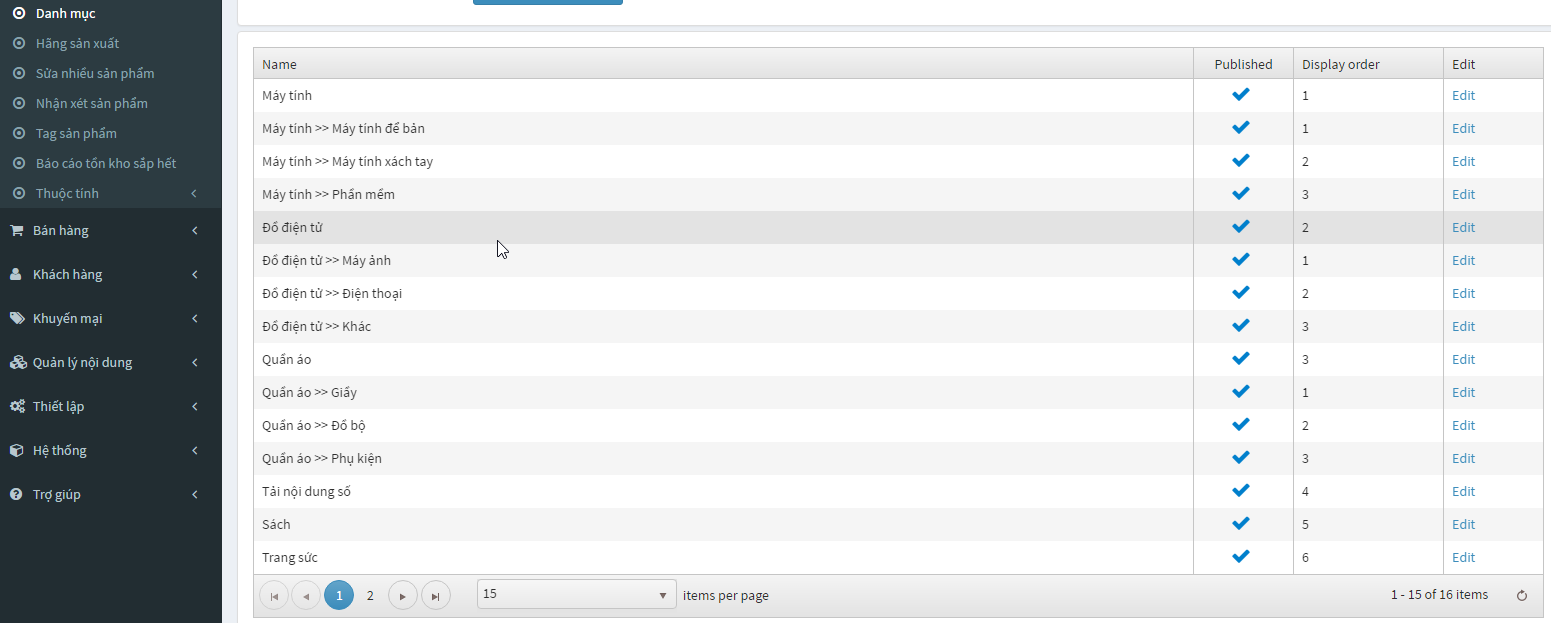 Danh mục
Hãng sản xuất
Sửa nhiều sản phẩm
Nhận xét sản phẩm
Tag sản phẩm
Báo cáo tồn kho sắp hết
Thuộc tính
Bán hàng
Khách hàng
Khuyến mại
Quản lý nội dung
Thiết lập
Hệ thống
Trợ giúp
Name Published Display order Edit
Máy tính 1 Edit
Máy tính >> Máy tính để bàn 1 Edit
Máy tính >> Máy tính xách tay 2 Edit
Máy tính >> Phần mềm 3 Edit
Đồ điện tử 2 Edit
Đồ điện tử >> Máy ảnh 1 Edit
Đồ điện tử >> Điện thoại 2 Edit
Đồ điện tử >> Khác 3 Edit
Quần áo 3 Edit
Quần áo >> Giầy 1 Edit
Quần áo >> Đồ bộ 2 Edit
Quần áo >> Phụ kiện 3 Edit
Tải nội dung số 4 Edit
Sách 5 Edit
Trang sức 6 Edit
1 2 15 items per page 1 - 15 of 16 items